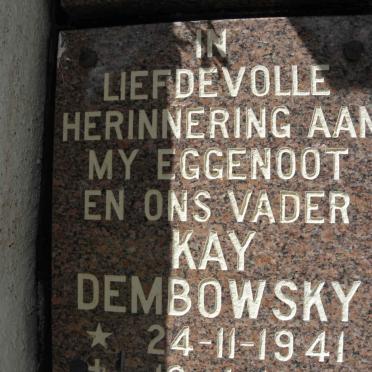 IN
LIEFDEVOLLE
HERINNERING AAN
MY EGGENOOT
EN ONS VADER
KAY
DEMBOWSKY
★ 24-11-1941